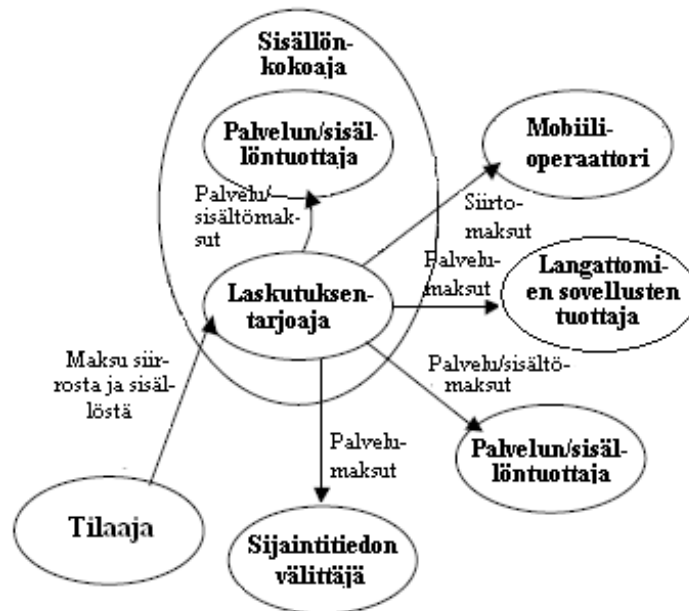 Sisällön-
kokoaja
Palvelun/sisäl-
löntuottaja
Mobiili-
operaattori
Palvelu/
sisältömak-
sut
Siirto-
maksut
Palvelu-
maksut
Langattomi-
en sovellusten
tuottaja
Laskutuksen-
tarjoaja
Maksu siir-
rosta ja sisäl-
löstä
Palvelu/sisältö-
maksut
Palvelu-
maksut
Palvelun/sisäl-
löntuottaja
Tilaaja
Sijaintitiedon
välittäjä